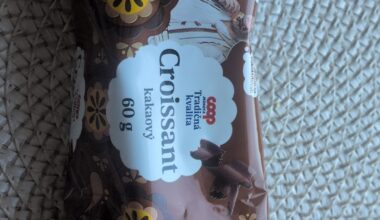 coop
Tradičná
kvalita
Croissant
kakaový
60 g